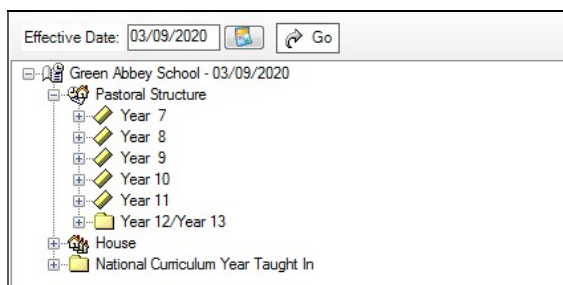 Effective Date: 03/09/2020 Go
Green Abbey School - 03/09/2020
Pastoral Structure
Year 7
Year 8
Year 9
Year 10
Year 11
Year 12/Year 13
House
National Curriculum Year Taught In